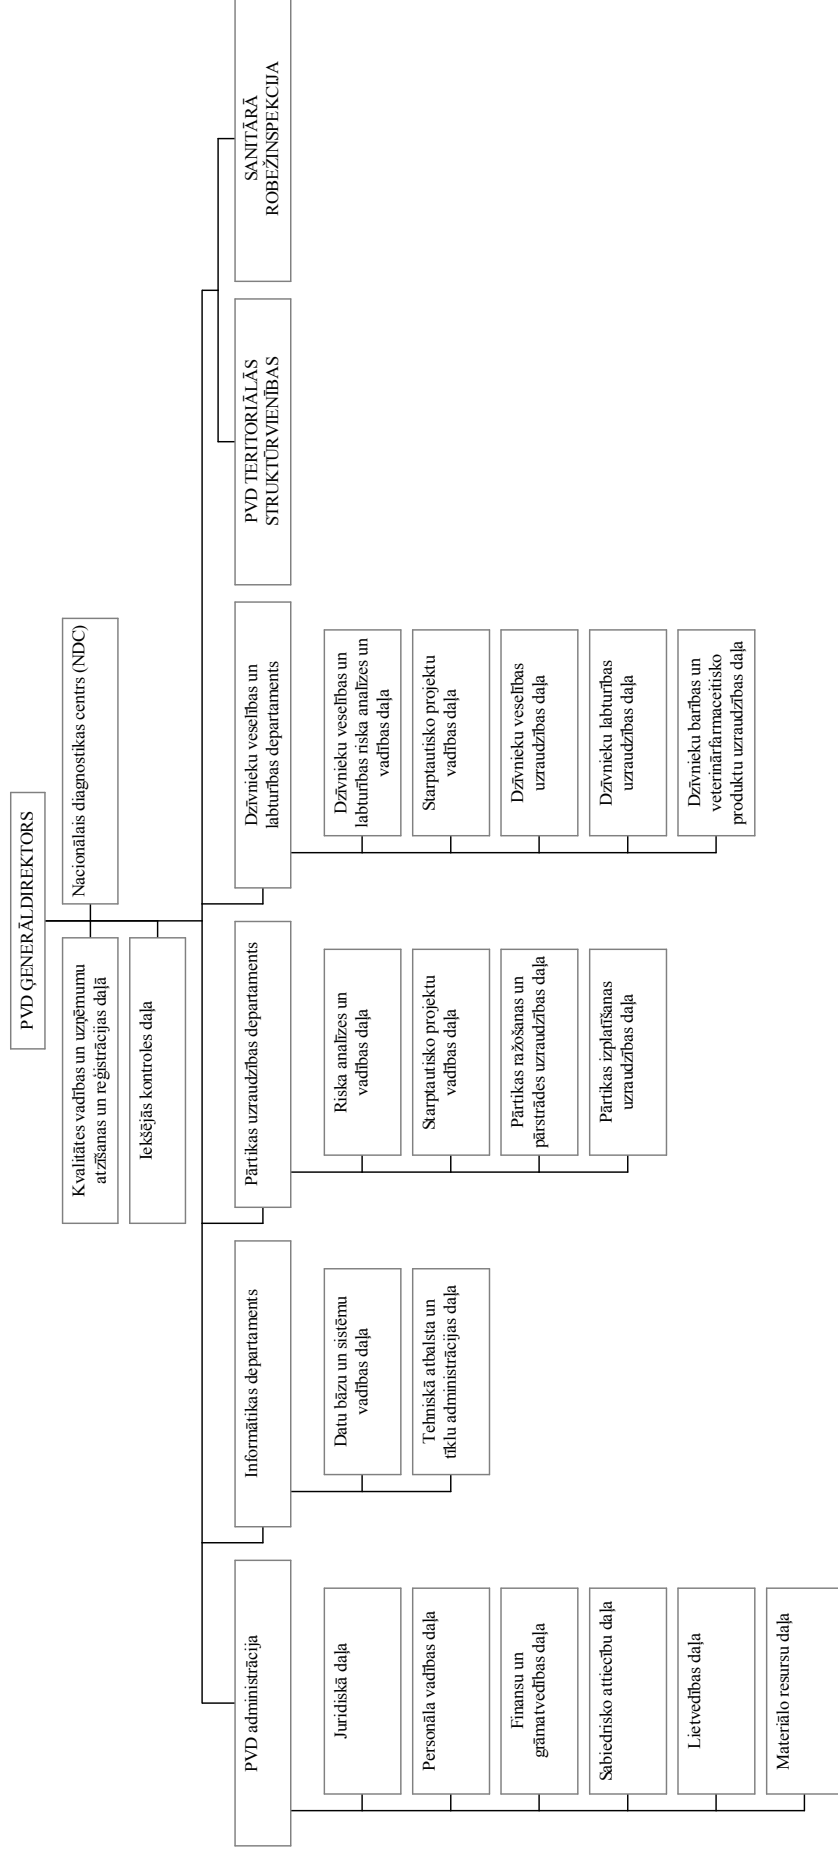 PVD ĢENERĀLDIREKTORS
Kvalitātes vadības un uzņēmumu
atzīšanas un reģistrācijas daļā
Nacionālais diagnostikas centrs (NDC)
Iekšējās kontroles daļa
PVD administrācija
Juridiskā daļa
Personāla vadības daļa
Finansu un
grāmatvedības daļa
Sabiedrisko attiecību daļa
Lietvedības daļa
Materiālo resursu daļa
Informātikas departaments
Datu bāzu un sistēmu
vadības daļa
Tehniskā atbalsta un
tīklu administrācijas daļa
Pārtikas uzraudzības departaments
Riska analīzes un
vadības daļa
Starptautisko projektu
vadības daļa
Pārtikas ražošanas un
pārstrādes uzraudzības daļa
Pārtikas izplatīšanas
uzraudzības daļa
Dzīvnieku veselības un
labturības departaments
Dzīvnieku veselības un
labturības riska analīzes un
vadības daļa
Starptautisko projektu
vadības daļa
Dzīvnieku veselības
uzraudzības daļa
Dzīvnieku labturības
uzraudzības daļa
Dzīvnieku barības un
veterinārfarmaceitisko
produktu uzraudzības daļa
PVD TERITORIĀLĀS
STRUKTŪRVIENĪBAS
SANITĀRĀ
ROBEŽINSPEKCIJA